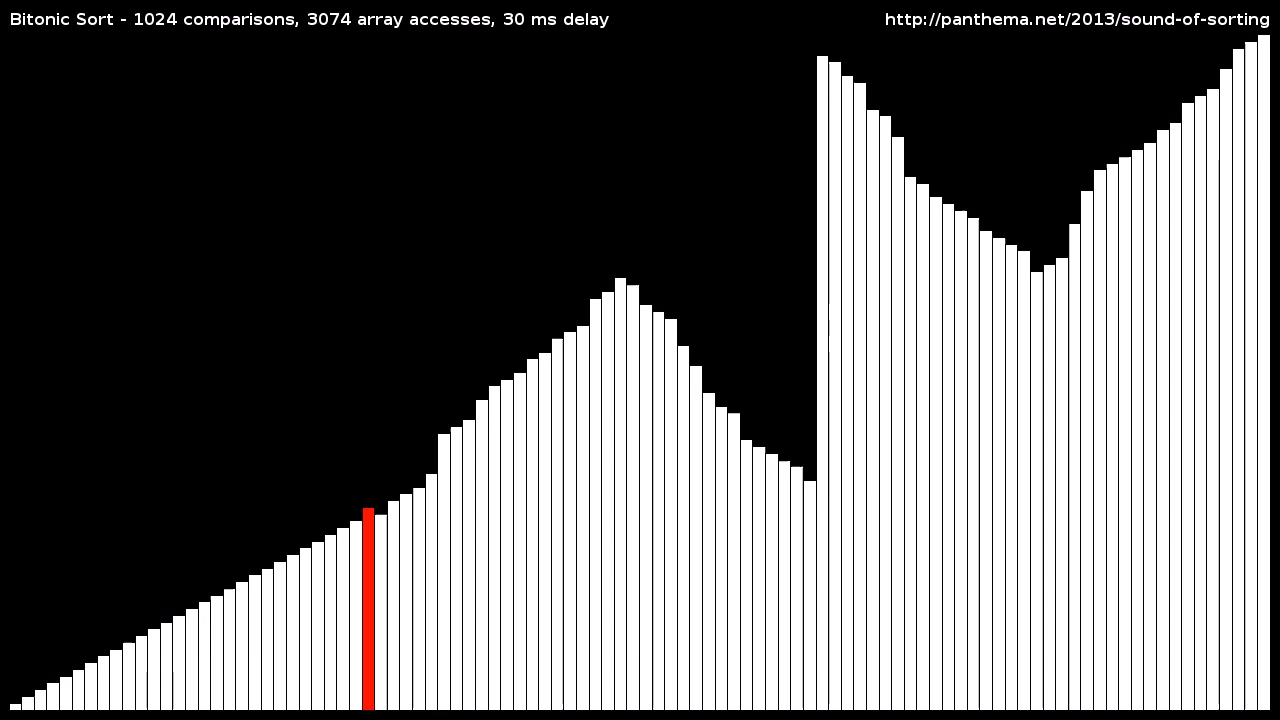 Bitonic Sort - 1024 comparisons, 3074 array accesses, 30 ms delay
http://panthema.net/2013/sound-of-sorting